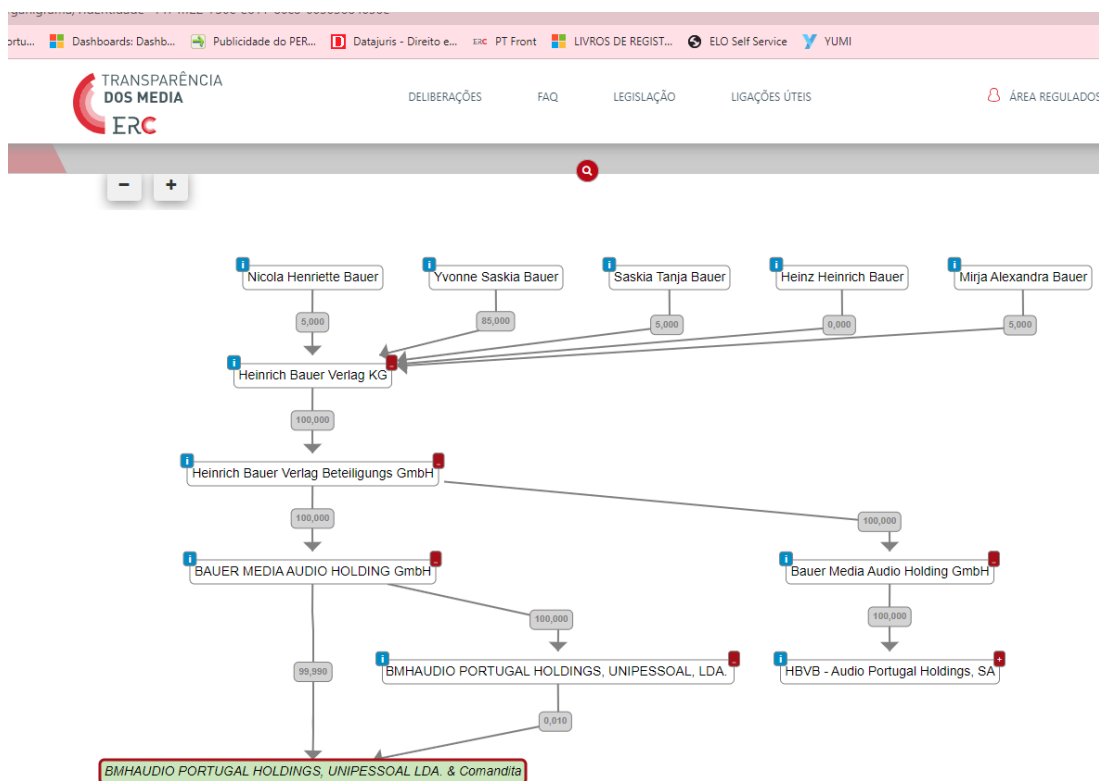 ortu...
Dashboards: Dashb...
Publicidade do PER...
Datajuris - Direito e...
ERC PT Front
LIVROS DE REGIST...
ELO Self Service
YUMI
TRANSPARÊNCIA
DOS MEDIA
ERC
DELIBERAÇÕES
FAQ
LEGISLAÇÃO
LIGAÇÕES ÚTEIS
ÁREA REGULADOS
Nicola Henriette Bauer
Yvonne Saskia Bauer
Saskia Tanja Bauer
Heinz Heinrich Bauer
Mirja Alexandra Bauer
5,000
85,000
5,000
0,000
5,000
Heinrich Bauer Verlag KG
100,000
Heinrich Bauer Verlag Beteiligungs GmbH
100,000
100,000
BAUER MEDIA AUDIO HOLDING GmbH
Bauer Media Audio Holding GmbH
100,000
100,000
99,990
BMHAUDIO PORTUGAL HOLDINGS, UNIPESSOAL, LDA.
HBVB - Audio Portugal Holdings, SA
0,010
BMHAUDIO PORTUGAL HOLDINGS, UNIPESSOAL LDA. & Comandita